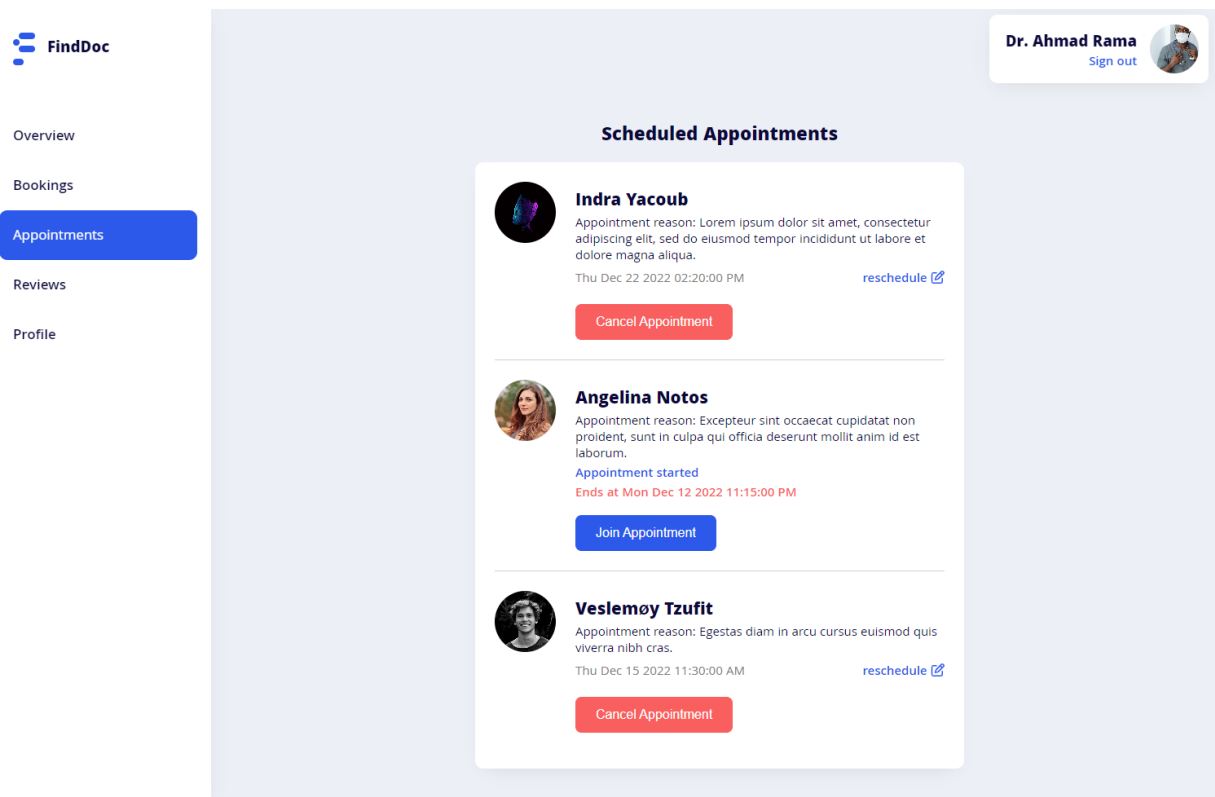 FindDoc
Dr. Ahmad Rama
Sign out
Overview
Bookings
Appointments
Reviews
Profile
Scheduled Appointments
Indra Yacoub
Appointment reason: Lorem ipsum dolor sit amet, consectetur
adipiscing elit, sed do eiusmod tempor incididunt ut labore et
dolore magna aliqua.
Thu Dec 22 2022 02:20:00 PM
reschedule
Cancel Appointment
Angelina Notos
Appointment reason: Excepteur sint occaecat cupidatat non
proident, sunt in culpa qui officia deserunt mollit anim id est
laborum.
Appointment started
Ends at Mon Dec 12 2022 11:15:00 PM
Join Appointment
Veslemøy Tzufit
Appointment reason: Egestas diam in arcu cursus euismod quis
viverra nibh cras.
Thu Dec 15 2022 11:30:00 AM
reschedule
Cancel Appointment